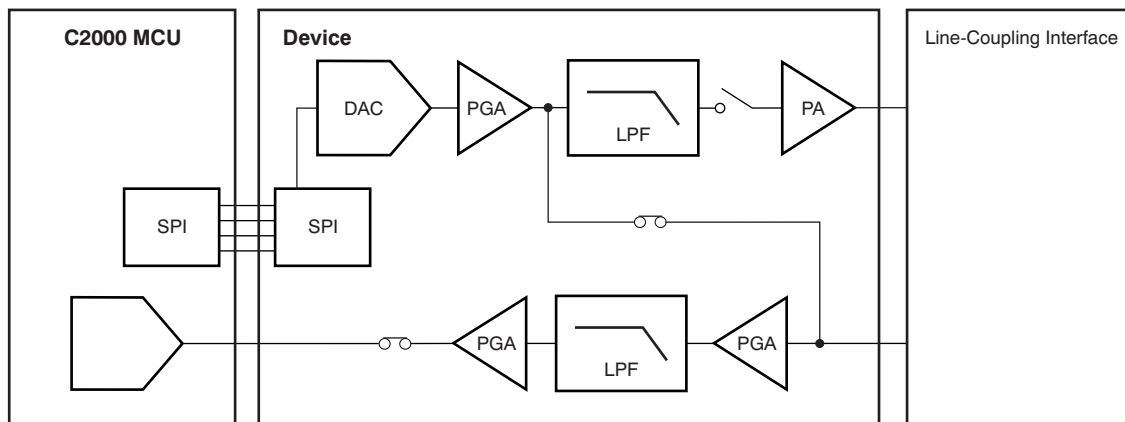 C2000 MCU
Device
Line-Coupling Interface
DAC
PGA
LPF
PA
SPI
SPI
PGA
LPF
PGA